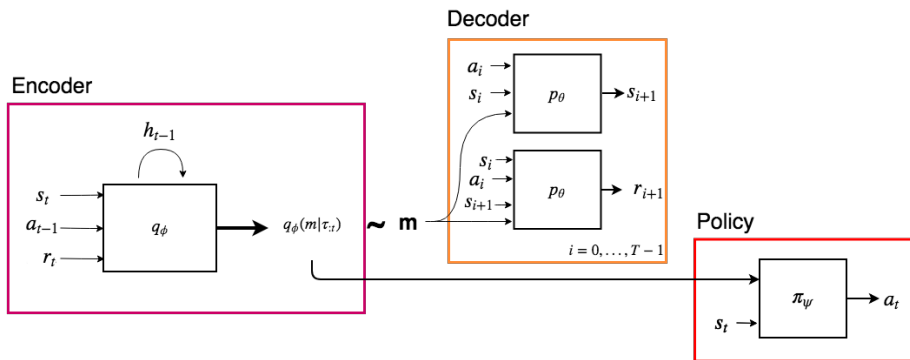 Decoder
a_i
s_i
p_θ
s_{i+1}
Encoder
h_{t−1}
s_t
a_{t−1}
r_t
q_ϕ
q_ϕ(m|τ_{:t})
~ m
s_i
a_i
s_{i+1}
p_θ
r_{i+1}
i = 0, . . . , T − 1
Policy
s_t
π_ψ
a_t